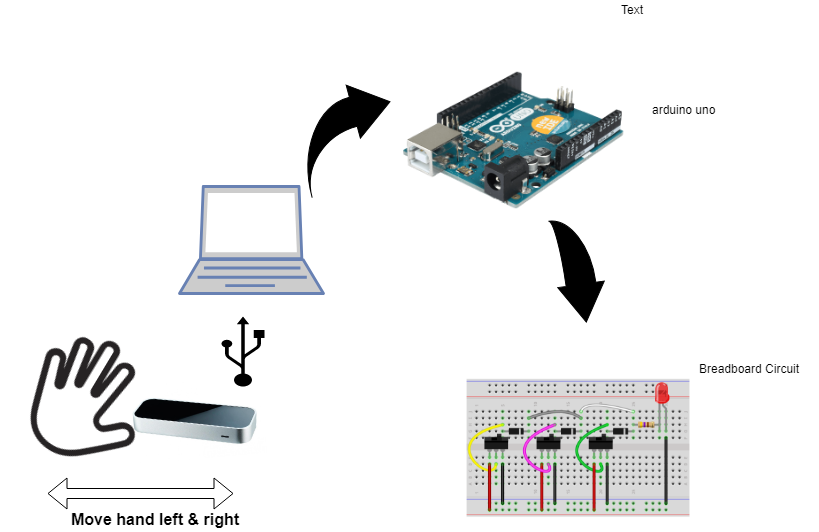 Text
arduino uno
Breadboard Circuit
Move hand left & right